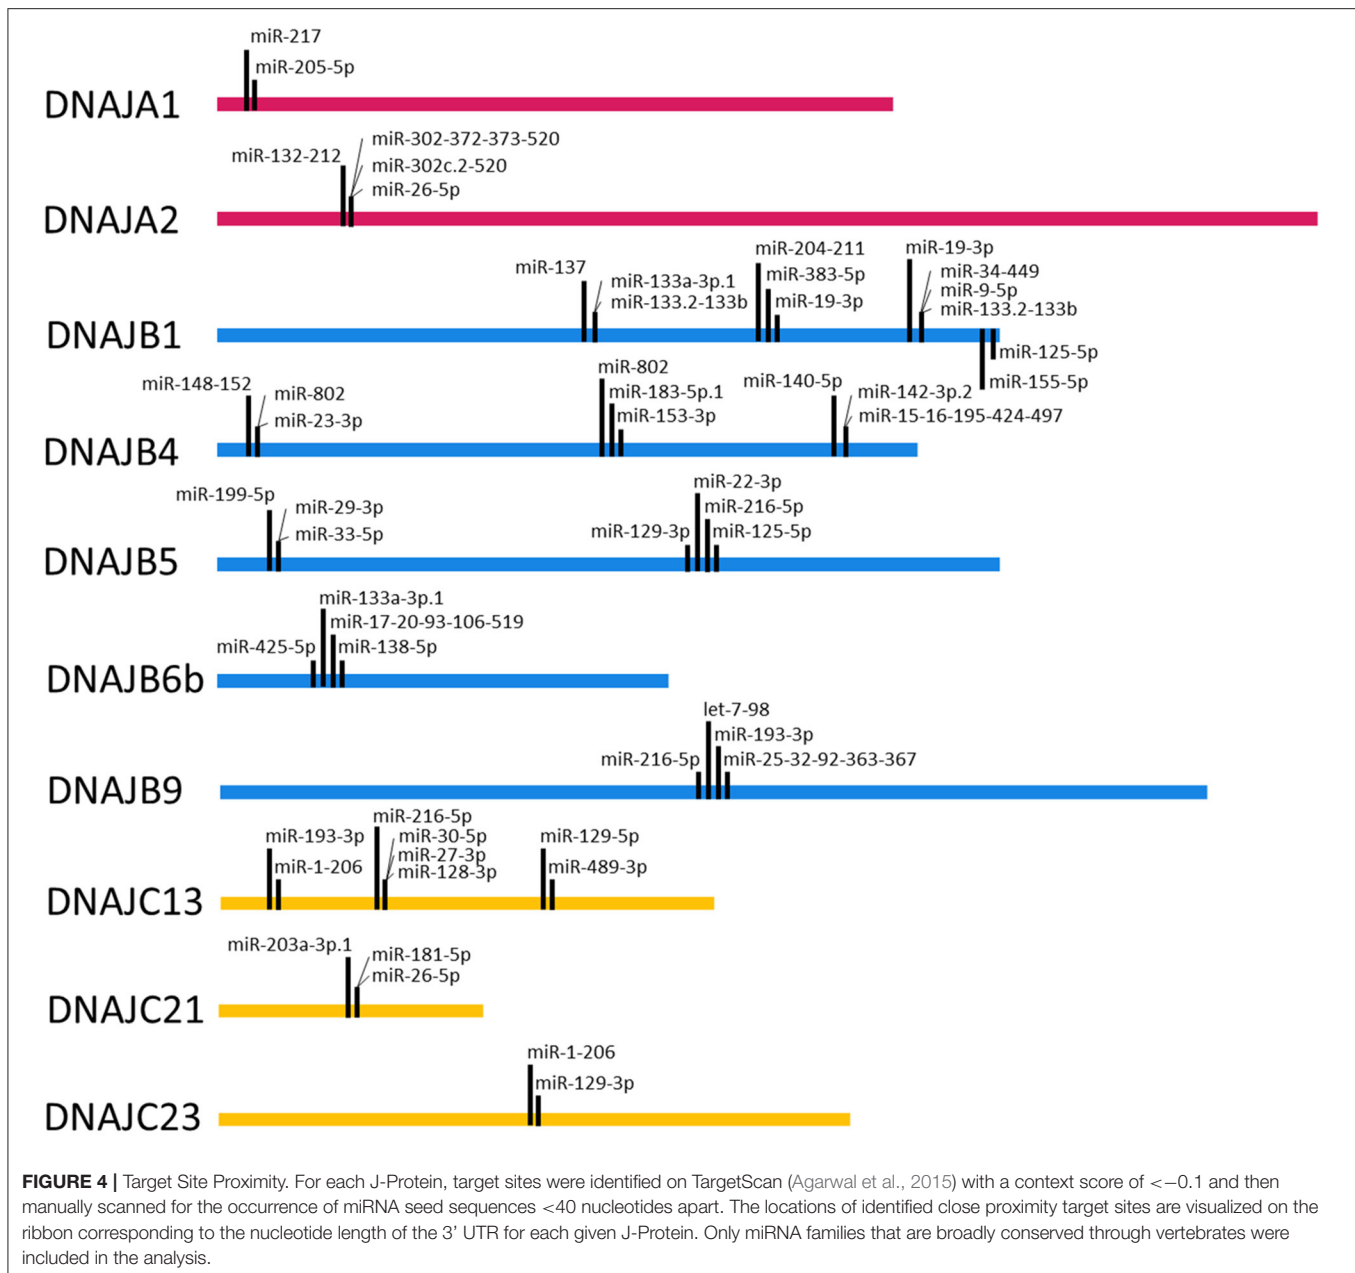 miR-217
miR-205-5p
DNAJA1
miR-302-372-373-520
miR-132-212
miR-302c.2-520
miR-26-5p
DNAJA2
miR-204-211
miR-19-3p
miR-137
miR-133a-3p.1
miR-383-5p
miR-34-449
miR-9-5p
miR-133.2-133b
miR-19-3p
miR-133.2-133b
DNAJB1
miR-125-5p
miR-155-5p
miR-148-152
miR-802
miR-802
miR-140-5p
miR-183-5p.1
miR-142-3p.2
miR-23-3p
miR-153-3p
miR-15-16-195-424-497
DNAJB4
miR-199-5p
miR-22-3p
miR-29-3p
miR-216-5p
miR-33-5p
miR-129-3p
miR-125-5p
DNAJB5
miR-133a-3p.1
miR-17-20-93-106-519
miR-425-5p
miR-138-5p
DNAJB6b
let-7-98
miR-193-3p
miR-216-5p
miR-25-32-92-363-367
DNAJB9
miR-216-5p
miR-193-3p
miR-30-5p
miR-129-5p
miR-27-3p
miR-1-206
miR-128-3p
miR-489-3p
DNAJC13
miR-203a-3p.1
miR-181-5p
miR-26-5p
DNAJC21
miR-1-206
miR-129-3p
DNAJC23
FIGURE 4 | Target Site Proximity. For each J-Protein, target sites were identified on TargetScan (Agarwal et al., 2015) with a context score of <−0.1 and then
manually scanned for the occurrence of miRNA seed sequences <40 nucleotides apart. The locations of identified close proximity target sites are visualized on the
ribbon corresponding to the nucleotide length of the 3’ UTR for each given J-Protein. Only miRNA families that are broadly conserved through vertebrates were
included in the analysis.